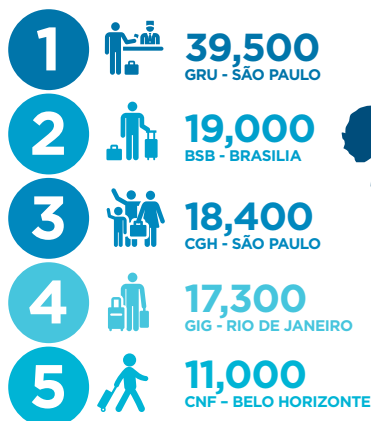 1
39,500
GRU - SÃO PAULO
2
19,000
BSB - BRASILIA
3
18,400
CGH - SÃO PAULO
4
17,300
GIG - RIO DE JANEIRO
5
11,000
CNF – BELO HORIZONTE